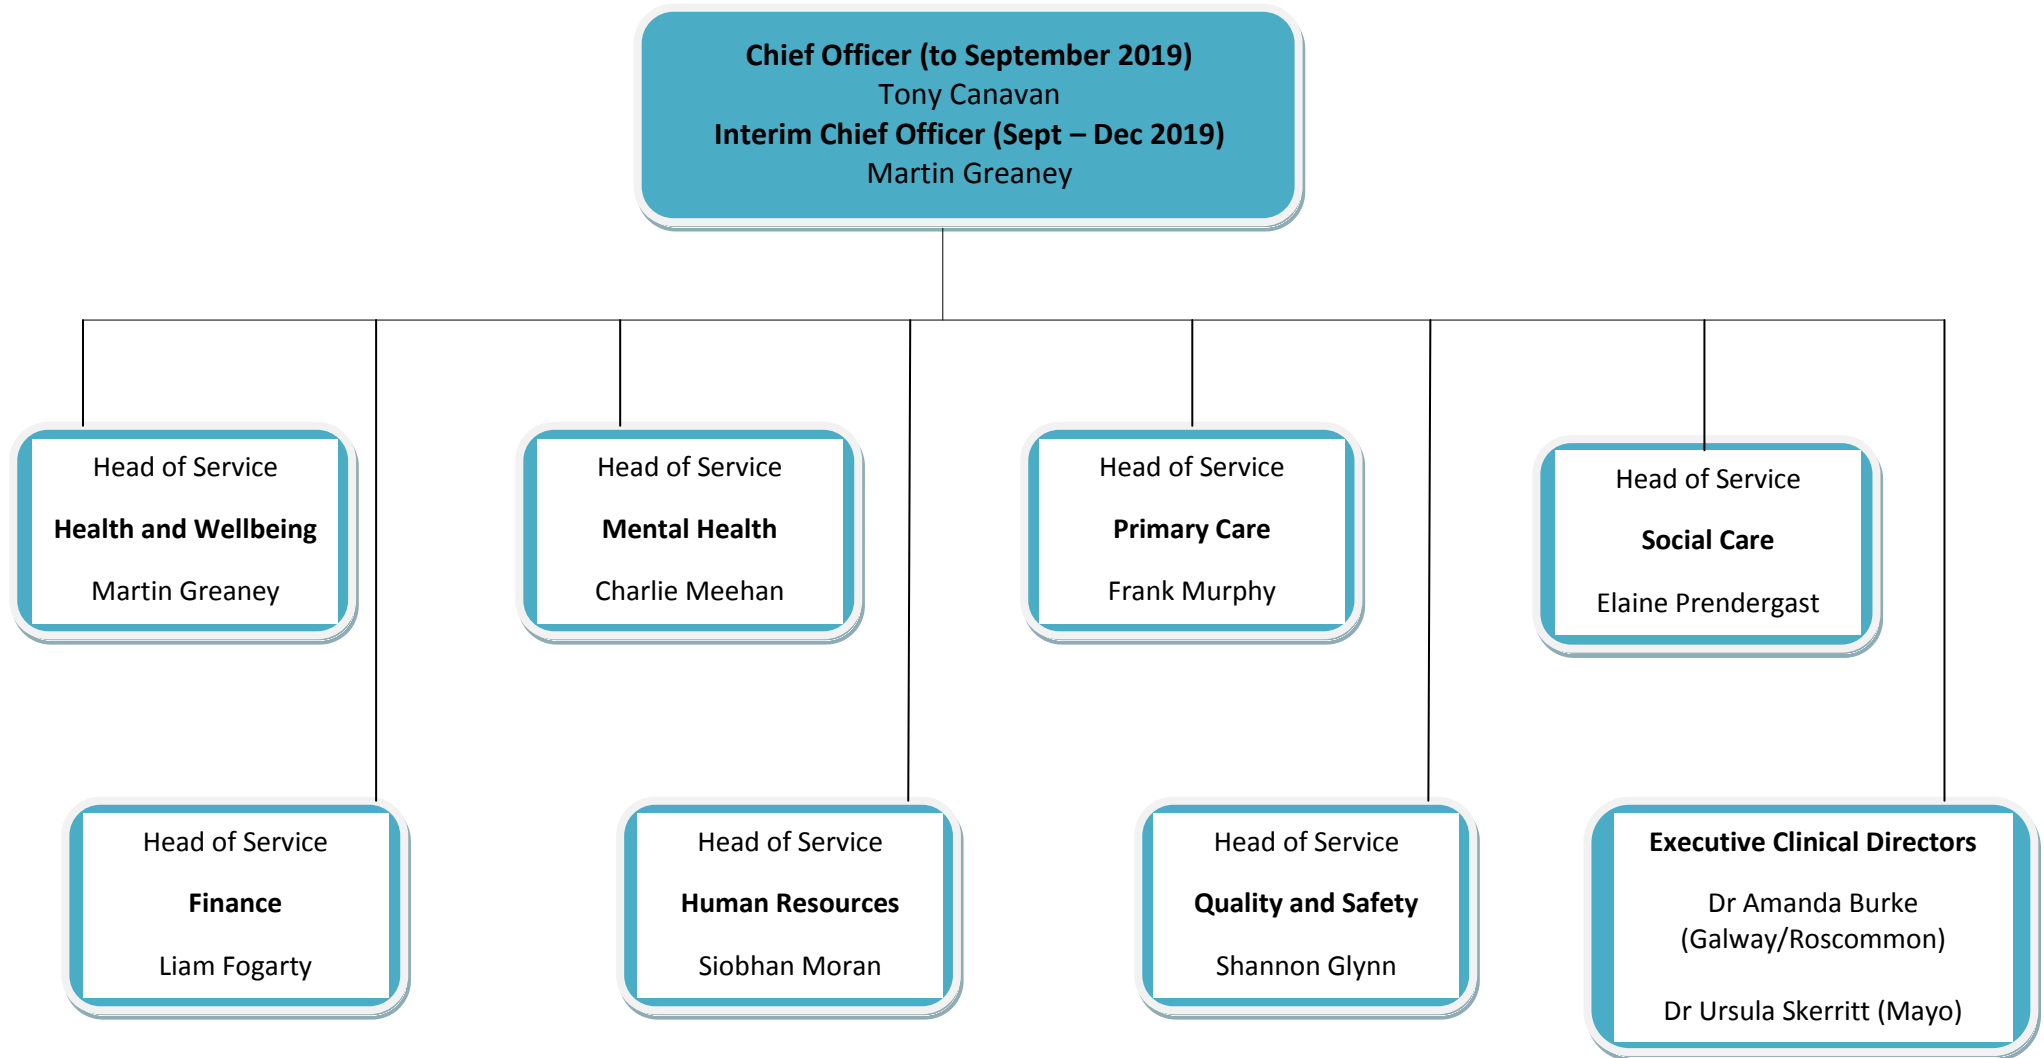 Chief Officer (to September 2019)
Tony Canavan
Interim Chief Officer (Sept – Dec 2019)
Martin Greaney
Head of Service
Health and Wellbeing
Martin Greaney
Head of Service
Mental Health
Charlie Meehan
Head of Service
Primary Care
Frank Murphy
Head of Service
Social Care
Elaine Prendergast
Head of Service
Finance
Liam Fogarty
Head of Service
Human Resources
Siobhan Moran
Head of Service
Quality and Safety
Shannon Glynn
Executive Clinical Directors
Dr Amanda Burke
(Galway/Roscommon)
Dr Ursula Skerritt (Mayo)